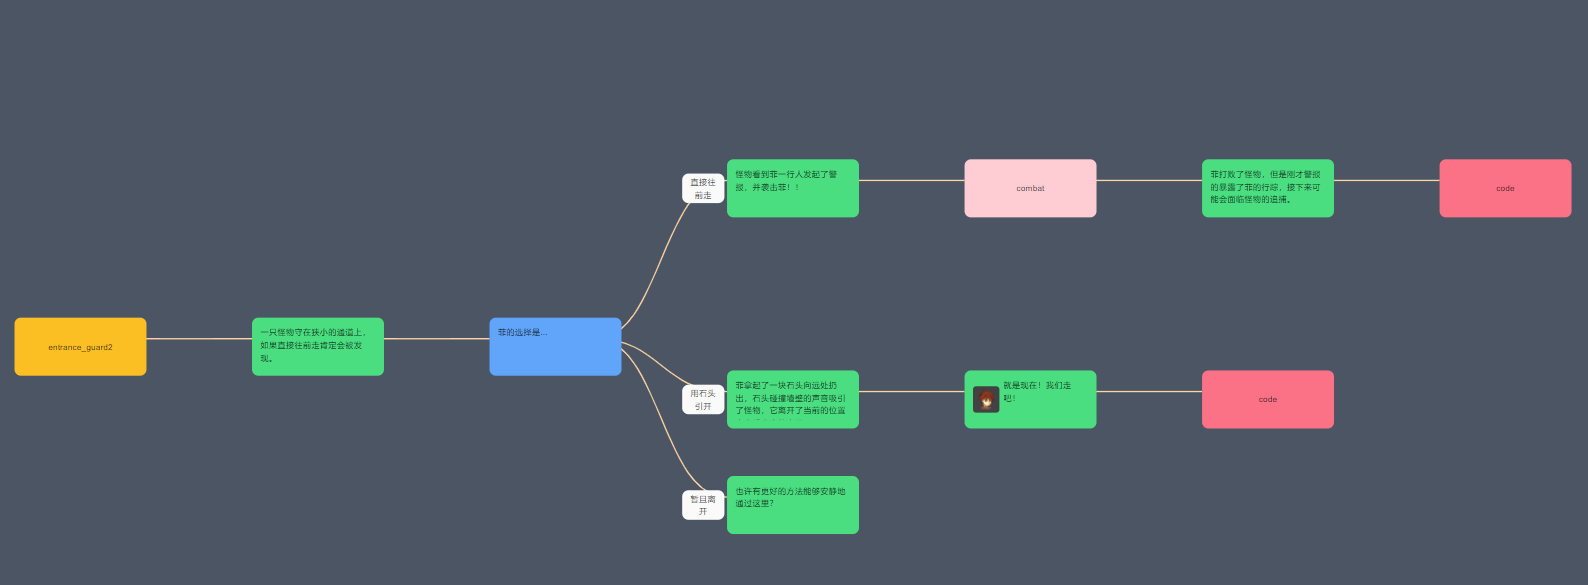 直接往
前走
怪物看到菲一行人发起了警
报，并袭击菲！！
combat
菲打败了怪物，但是刚才警报
的暴露了菲的行踪，接下来可
能会面临怪物的追捕。
code
entrance_guard2
一只怪物守在狭小的通道上，
如果直接往前走肯定会被发
现。
菲的选择是...
用石头
引开
菲拿起了一块石头向远处扔
出，石头碰撞墙壁的声音吸引
了怪物，它离开了当前的位置
就是现在！我们走
吧！
code
暂且离
开
也许有更好的方法能够安静地
通过这里？